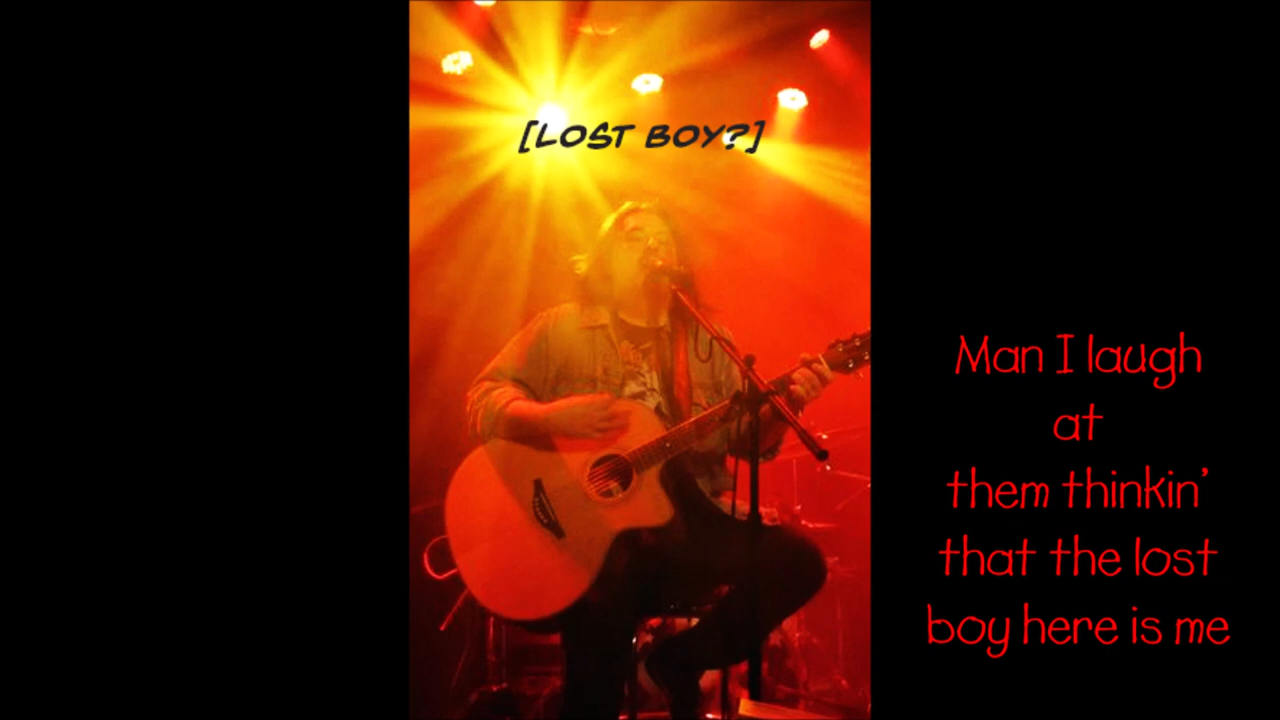 [LOST BOY?]
Man I laugh
at
them thinkin'
that the lost
boy here is me